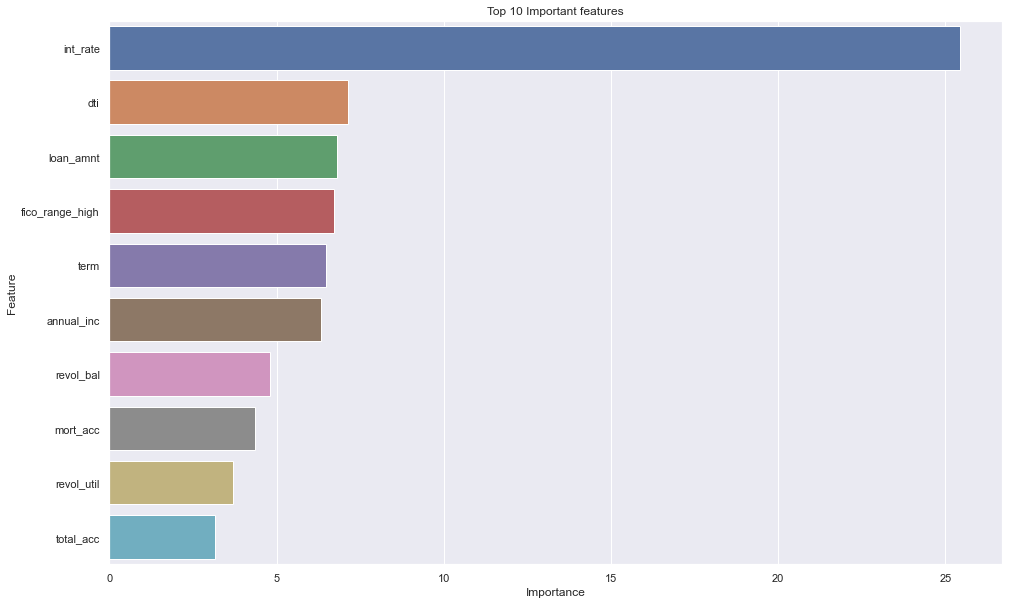 Top 10 Important features
int_rate
dti
loan_amnt
fico_range_high
term
annual_inc
revol_bal
mort_acc
revol_util
total_acc
Feature
0 5 10 15 20 25
Importance